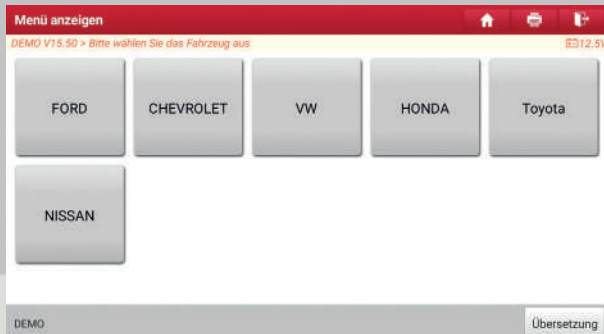 Menü anzeigen
DEMO V15.50 > Bitte wählen Sie das Fahrzeug aus 12.5V
FORD CHEVROLET VW HONDA Toyota
NISSAN
DEMO Übersetzung